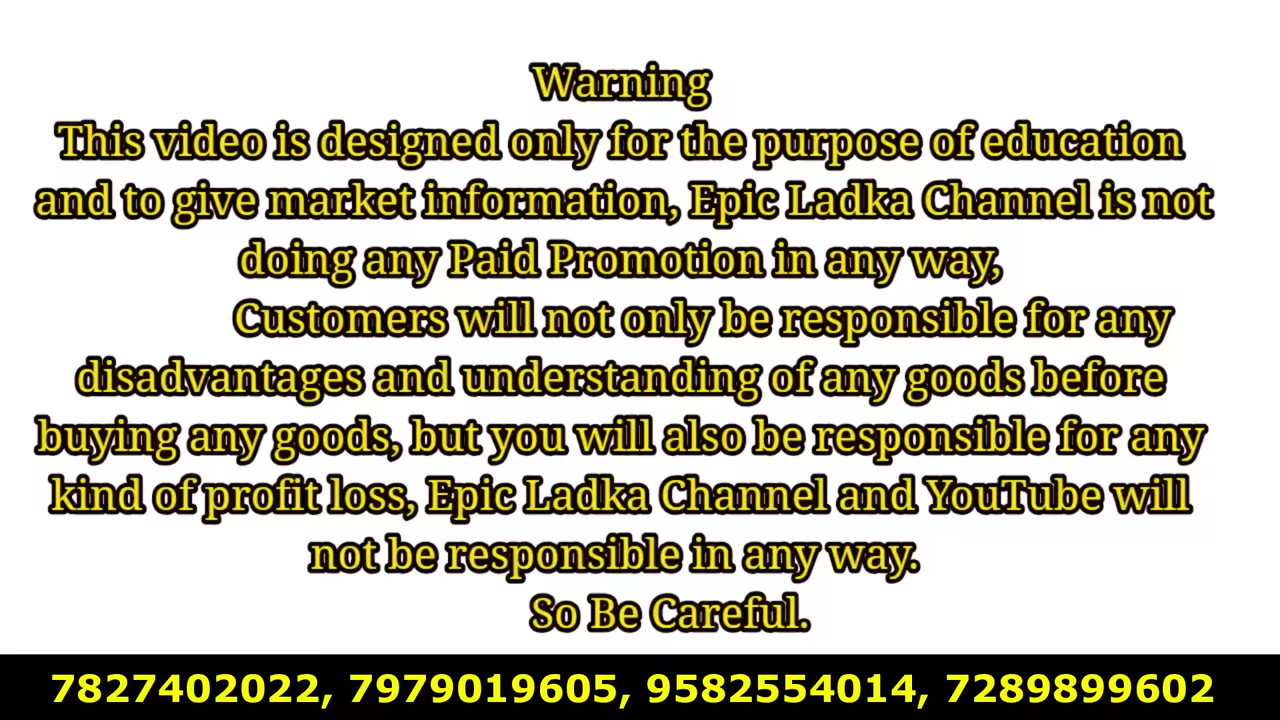 Warning
This video is designed only for the purpose of education
and to give market information, Epic Ladka Channel is not
doing any Paid Promotion in any way,
Customers will not only be responsible for any
disadvantages and understanding of any goods before
buying any goods, but you will also be responsible for any
kind of profit loss, Epic Ladka Channel and YouTube will
not be responsible in any way.
So Be Careful.
7827402022, 7979019605, 9582554014, 7289899602